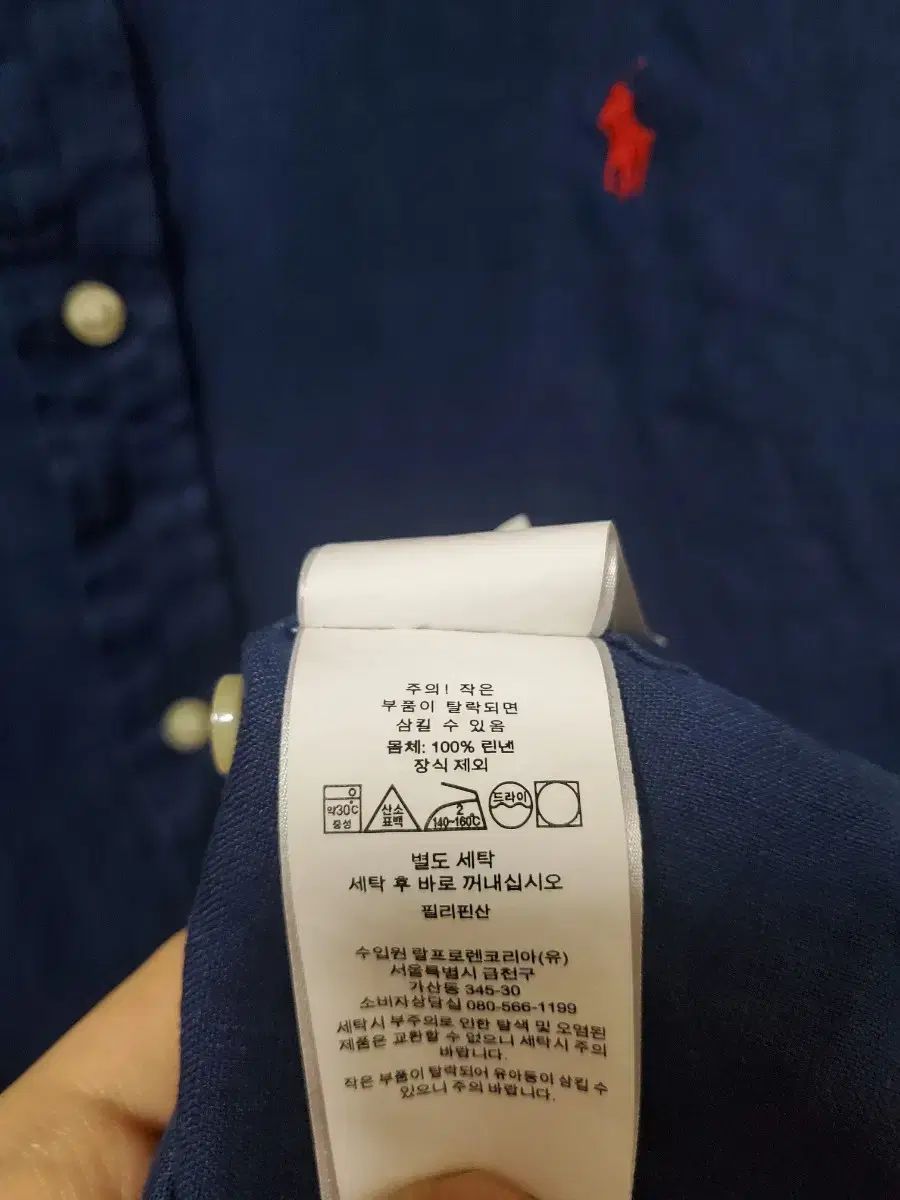 주의! 작은
부품이 탈락되면
삼킬 수 있음
몸체: 100% 린넨
장식 제외
약30℃
중성
산소
표백
2
140~160℃
드라이
별도 세탁
세탁 후 바로 꺼내십시오
필리핀산
수입원 랄프로렌코리아(유)
서울특별시 금천구
가산동 345-30
소비자상담실 080-566-1199
세탁시 부주의로 인한 탈색 및 오염된
제품은 교환할 수 없으니 세탁시 주의
바랍니다.
작은 부품이 탈락되어 유아동이 삼킬 수
있으니 주의 바랍니다.